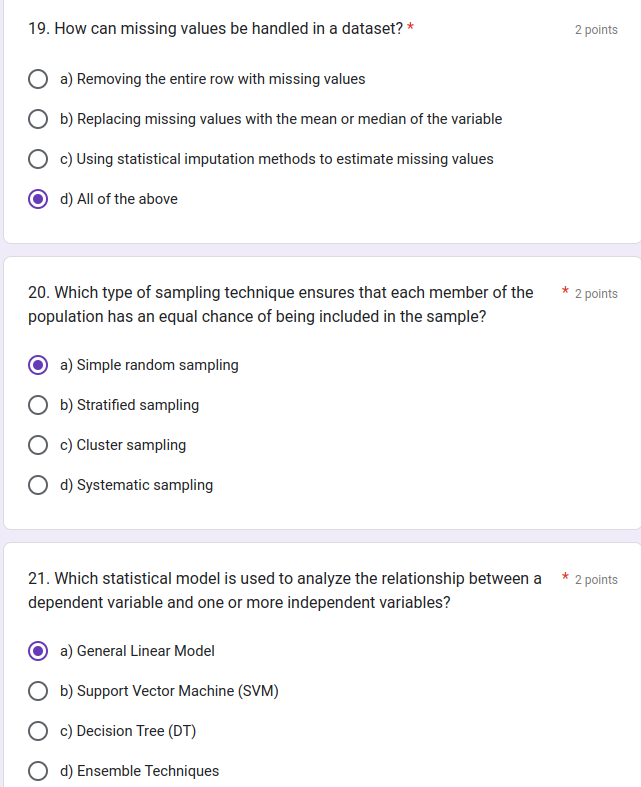 19. How can missing values be handled in a dataset? * 2 points
a) Removing the entire row with missing values
b) Replacing missing values with the mean or median of the variable
c) Using statistical imputation methods to estimate missing values
d) All of the above
20. Which type of sampling technique ensures that each member of the * 2 points
population has an equal chance of being included in the sample?
a) Simple random sampling
b) Stratified sampling
c) Cluster sampling
d) Systematic sampling
21. Which statistical model is used to analyze the relationship between a * 2 points
dependent variable and one or more independent variables?
a) General Linear Model
b) Support Vector Machine (SVM)
c) Decision Tree (DT)
d) Ensemble Techniques